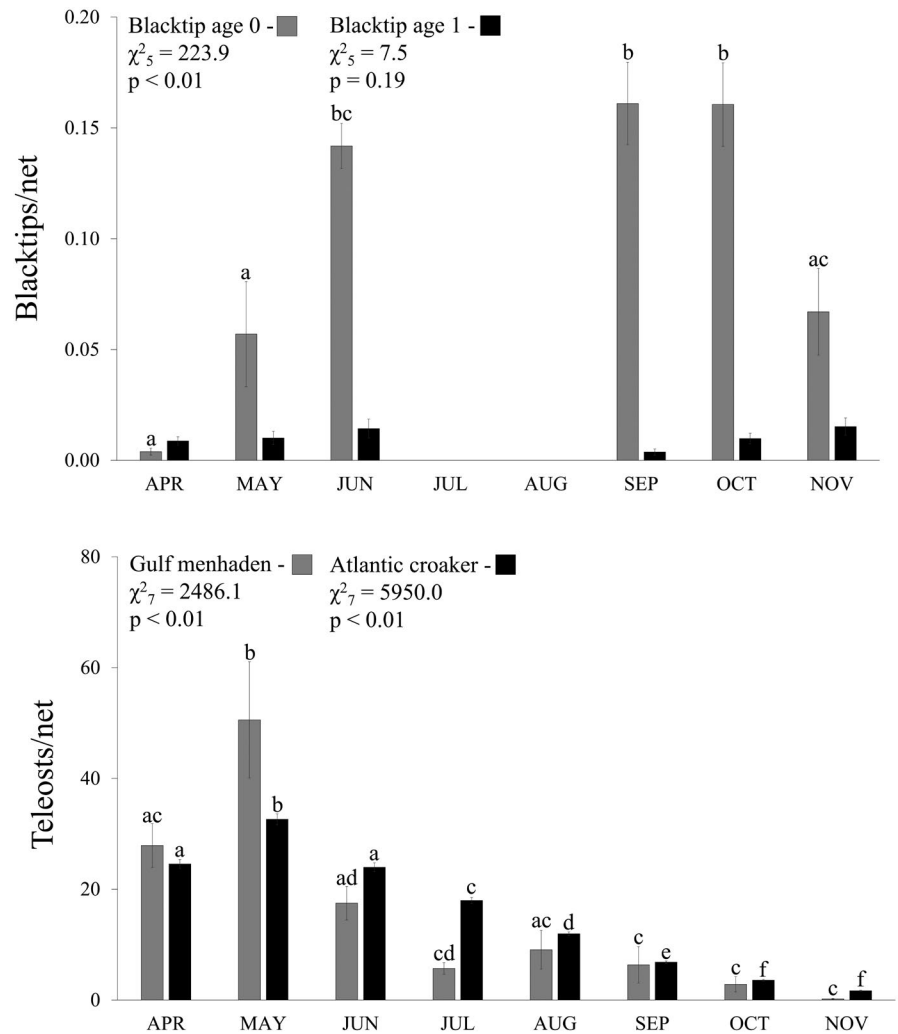 Blacktip age 0 - Blacktip age 1 -
χ²₅ = 223.9 χ²₅ = 7.5
p < 0.01 p = 0.19
Blacktips/net
0.20
0.15
0.10
0.05
0.00
a a bc b b ac
APR MAY JUN JUL AUG SEP OCT NOV
Gulf menhaden - Atlantic croaker -
χ²₇ = 2486.1 χ²₇ = 5950.0
p < 0.01 p < 0.01
Teleosts/net
80
60
40
20
0
ac a b b ad a cd c ac d c e c f c f
APR MAY JUN JUL AUG SEP OCT NOV